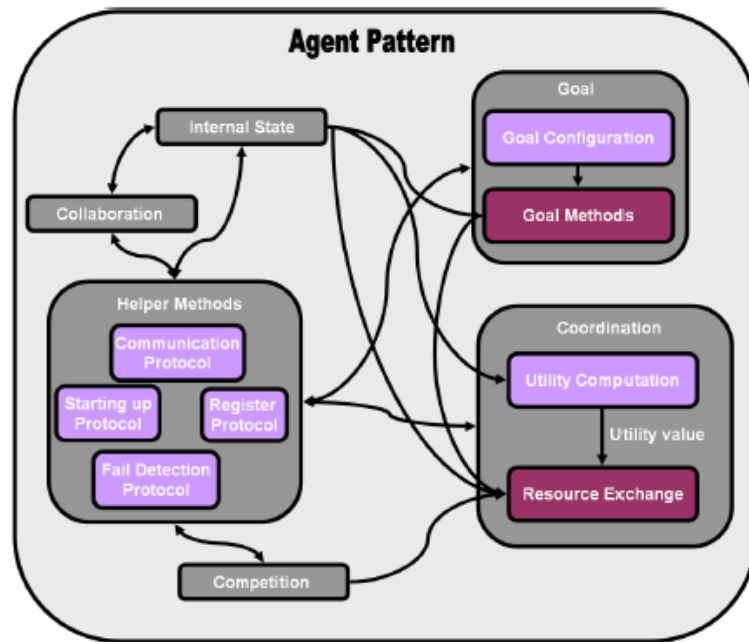 Agent Pattern
Goal
Internal State
Goal Configuration
Collaboration
Goal Methods
Helper Methods
Communication
Protocol
Starting up
Protocol
Register
Protocol
Fail Detection
Protocol
Coordination
Utility Computation
Utility value
Resource Exchange
Competition